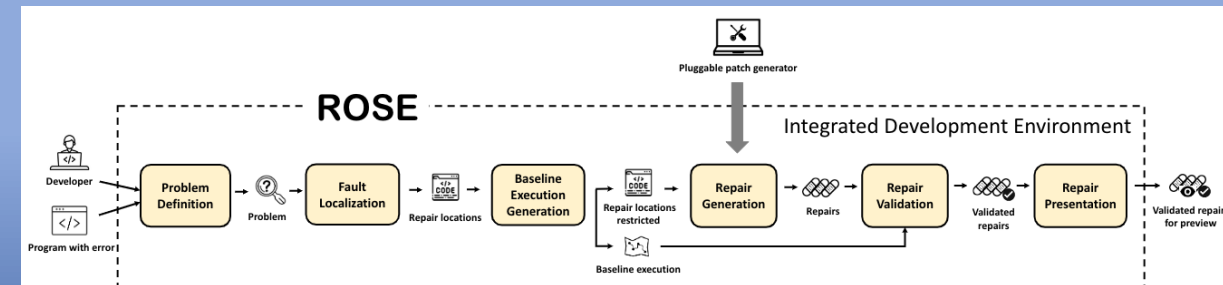 Pluggable patch generator
ROSE
Integrated Development Environment
Developer
Program with error
</>
</>
Problem
Definition
Problem
Fault
Localization
</>
CODE
Repair locations
Baseline
Execution
Generation
</>
CODE
Repair locations
restricted
Baseline execution
Repair
Generation
Repairs
Repair
Validation
Validated
repairs
Repair
Presentation
Validated repair
for preview